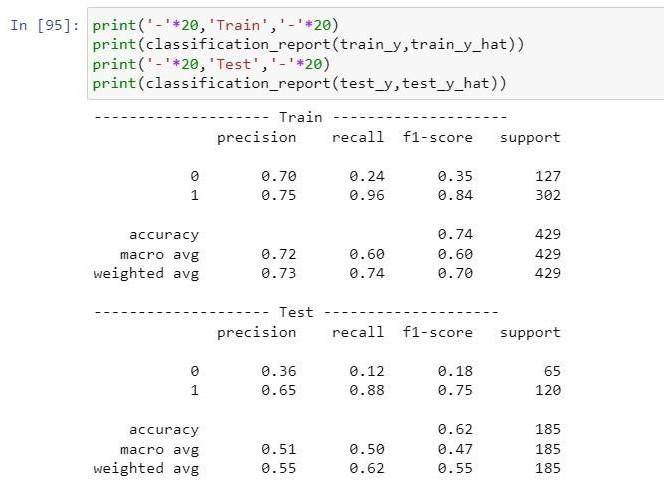 In [95]: print('-'*20,'Train','-'*20)
print(classification_report(train_y,train_y_hat))
print('-'*20,'Test','-'*20)
print(classification_report(test_y,test_y_hat))
-------------------- Train --------------------
precision recall f1-score support
0 0.70 0.24 0.35 127
1 0.75 0.96 0.84 302
accuracy 0.74 429
macro avg 0.72 0.60 0.60 429
weighted avg 0.73 0.74 0.70 429
-------------------- Test --------------------
precision recall f1-score support
0 0.36 0.12 0.18 65
1 0.65 0.88 0.75 120
accuracy 0.62 185
macro avg 0.51 0.50 0.47 185
weighted avg 0.55 0.62 0.55 185